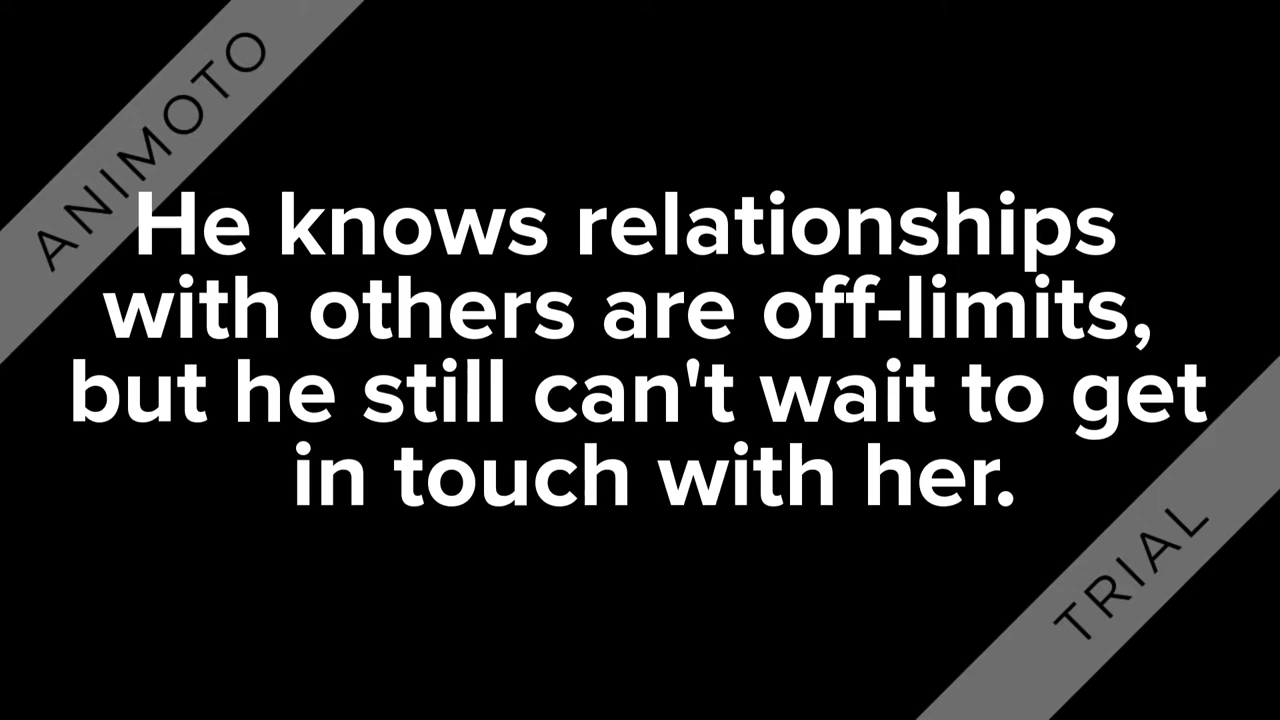 ANIMOTO
He knows relationships
with others are off-limits,
but he still can't wait to get
in touch with her.
TRIAL